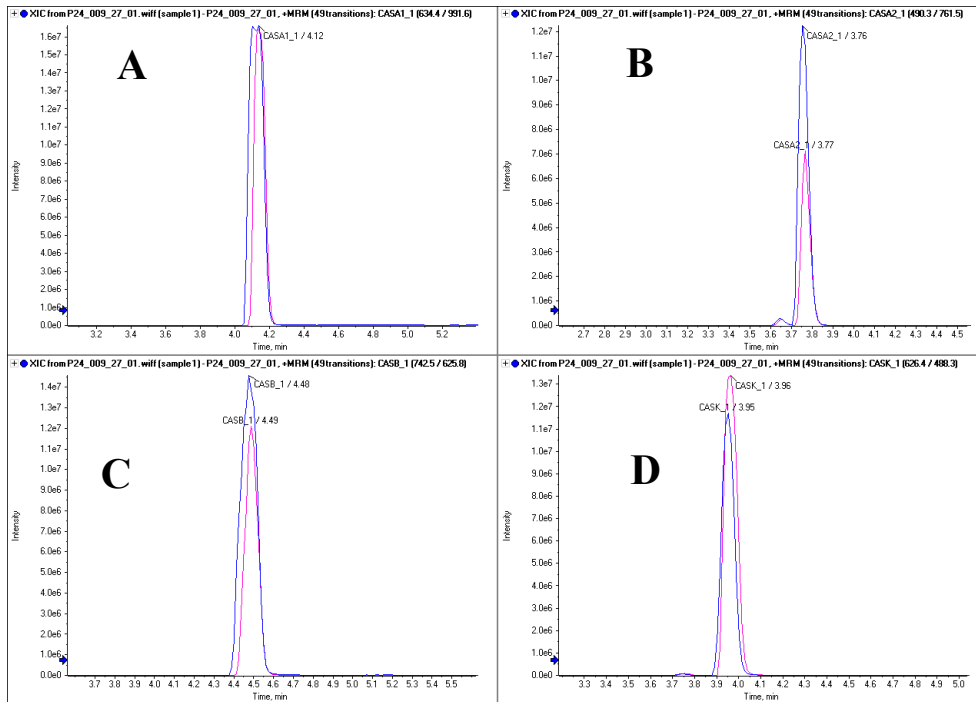 XIC from P24_009_27_01.wiff (sample1) - P24_009_27_01, +MRM (49transitions): CASA1_1 (634.4 / 991.6)
A
CASA1_1 / 4.12
Intensity
1.6e7
1.5e7
1.4e7
1.3e7
1.2e7
1.1e7
1.0e7
9.0e6
8.0e6
7.0e6
6.0e6
5.0e6
4.0e6
3.0e6
2.0e6
1.0e6
0.0e0
3.2 3.4 3.6 3.8 4.0 4.2 4.4 4.6 4.8 5.0 5.2
Time, min
XIC from P24_009_27_01.wiff (sample1) - P24_009_27_01, +MRM (49transitions): CASA2_1 (490.3 / 761.5)
B
CASA2_1 / 3.76
CASA2_1 / 3.77
Intensity
1.2e7
1.1e7
1.0e7
9.0e6
8.0e6
7.0e6
6.0e6
5.0e6
4.0e6
3.0e6
2.0e6
1.0e6
0.0e0
2.7 2.8 2.9 3.0 3.1 3.2 3.3 3.4 3.5 3.6 3.7 3.8 3.9 4.0 4.1 4.2 4.3 4.4 4.5
Time, min
XIC from P24_009_27_01.wiff (sample1) - P24_009_27_01, +MRM (49transitions): CASB_1 (742.5 / 625.8)
C
CASB_1 / 4.48
CASB_1 / 4.49
Intensity
1.4e7
1.3e7
1.2e7
1.1e7
1.0e7
9.0e6
8.0e6
7.0e6
6.0e6
5.0e6
4.0e6
3.0e6
2.0e6
1.0e6
0.0e0
3.7 3.8 3.9 4.0 4.1 4.2 4.3 4.4 4.5 4.6 4.7 4.8 4.9 5.0 5.1 5.2 5.3 5.4 5.5
Time, min
XIC from P24_009_27_01.wiff (sample1) - P24_009_27_01, +MRM (49transitions): CASK_1 (626.4 / 488.3)
D
CASK_1 / 3.96
CASK_1 / 3.95
Intensity
1.3e7
1.2e7
1.1e7
1.0e7
9.0e6
8.0e6
7.0e6
6.0e6
5.0e6
4.0e6
3.0e6
2.0e6
1.0e6
0.0e0
3.3 3.4 3.5 3.6 3.7 3.8 3.9 4.0 4.1 4.2 4.3 4.4 4.5 4.6 4.7 4.8 4.9 5.0
Time, min